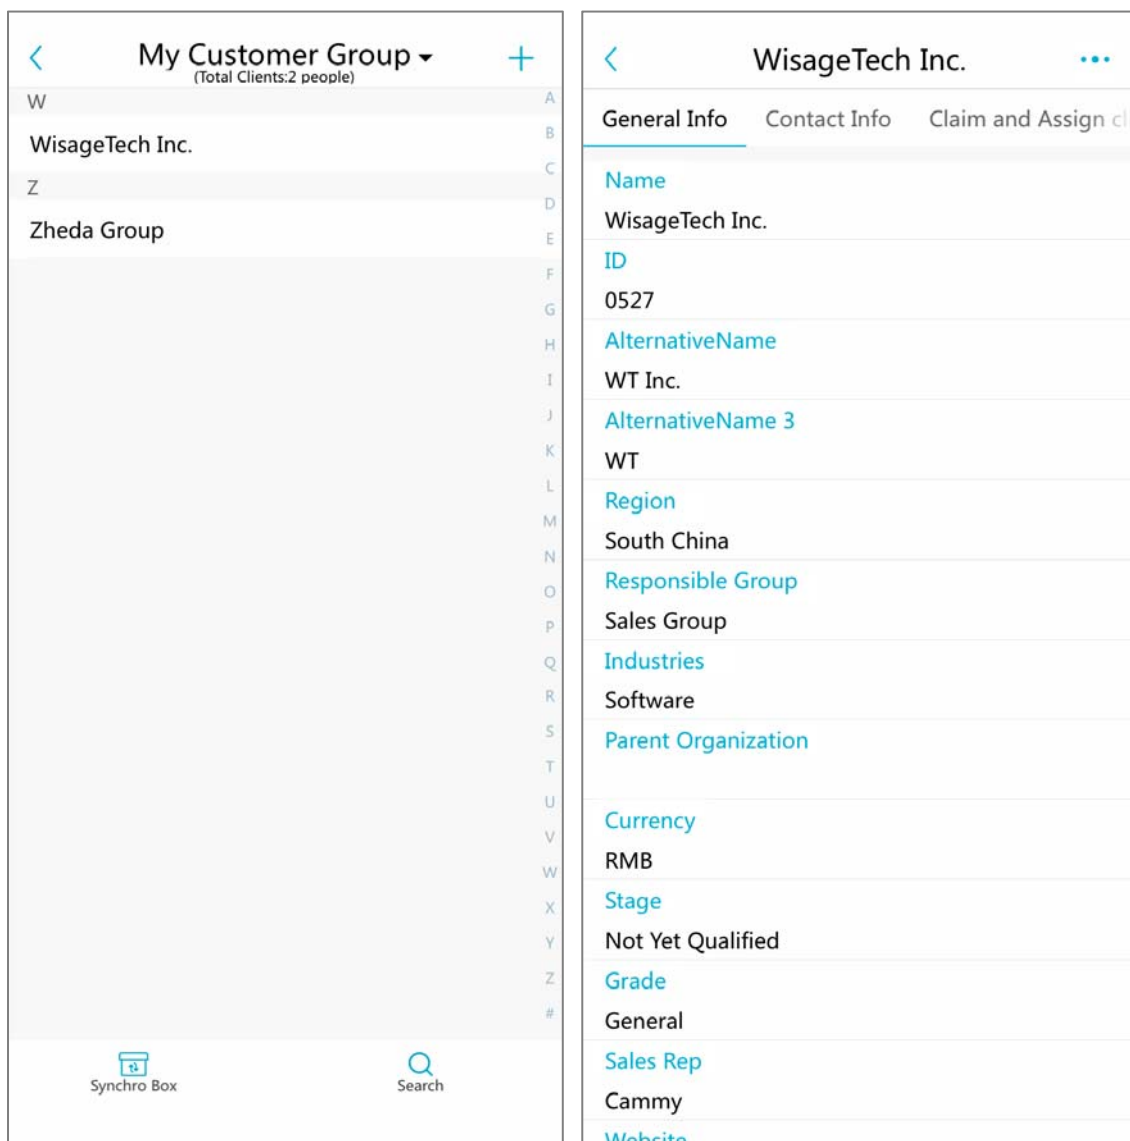 My Customer Group
(Total Clients:2 people)
W
WisageTech Inc.
Z
Zheda Group
A
B
C
D
E
F
G
H
I
J
K
L
M
N
O
P
Q
R
S
T
U
V
W
X
Y
Z
#
Synchro Box
Search
WisageTech Inc.
General Info Contact Info Claim and Assign
Name
WisageTech Inc.
ID
0527
AlternativeName
WT Inc.
AlternativeName 3
WT
Region
South China
Responsible Group
Sales Group
Industries
Software
Parent Organization
Currency
RMB
Stage
Not Yet Qualified
Grade
General
Sales Rep
Cammy
Website